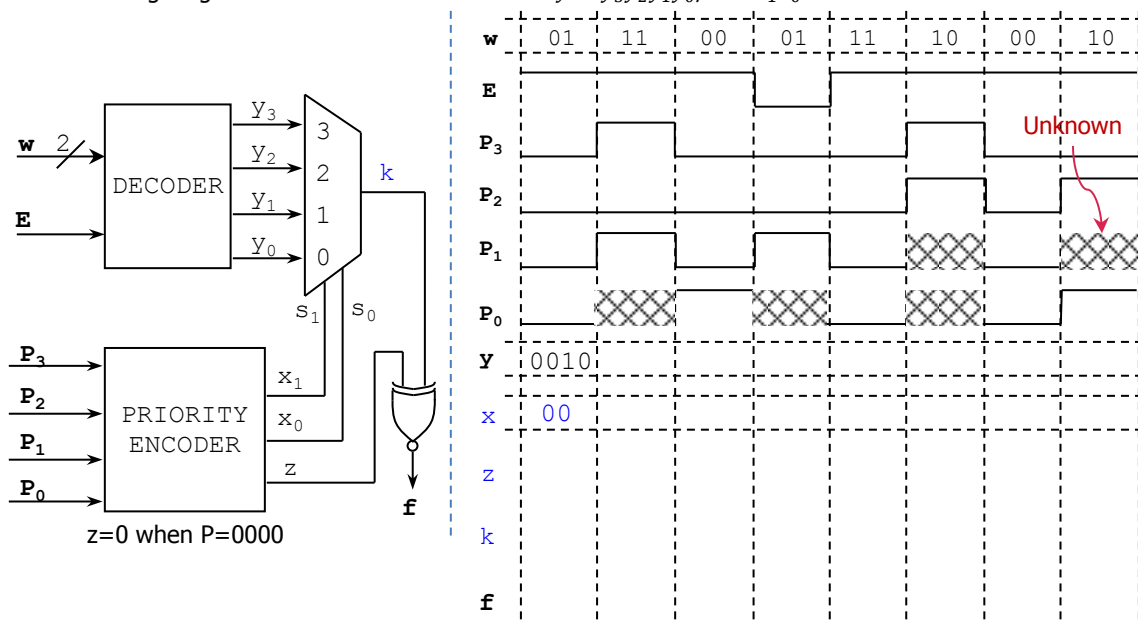 w 01 11 00 01 11 10 00 10
E
P3 Unknown
P2
P1
P0
y 0010
x 00
z
k
f
w 2
E
DECODER
y3
y2
y1
y0
3
2
1
0
k
s1 s0
P3
P2
P1
P0
PRIORITY
ENCODER
x1
x0
z
f
z=0 when P=0000